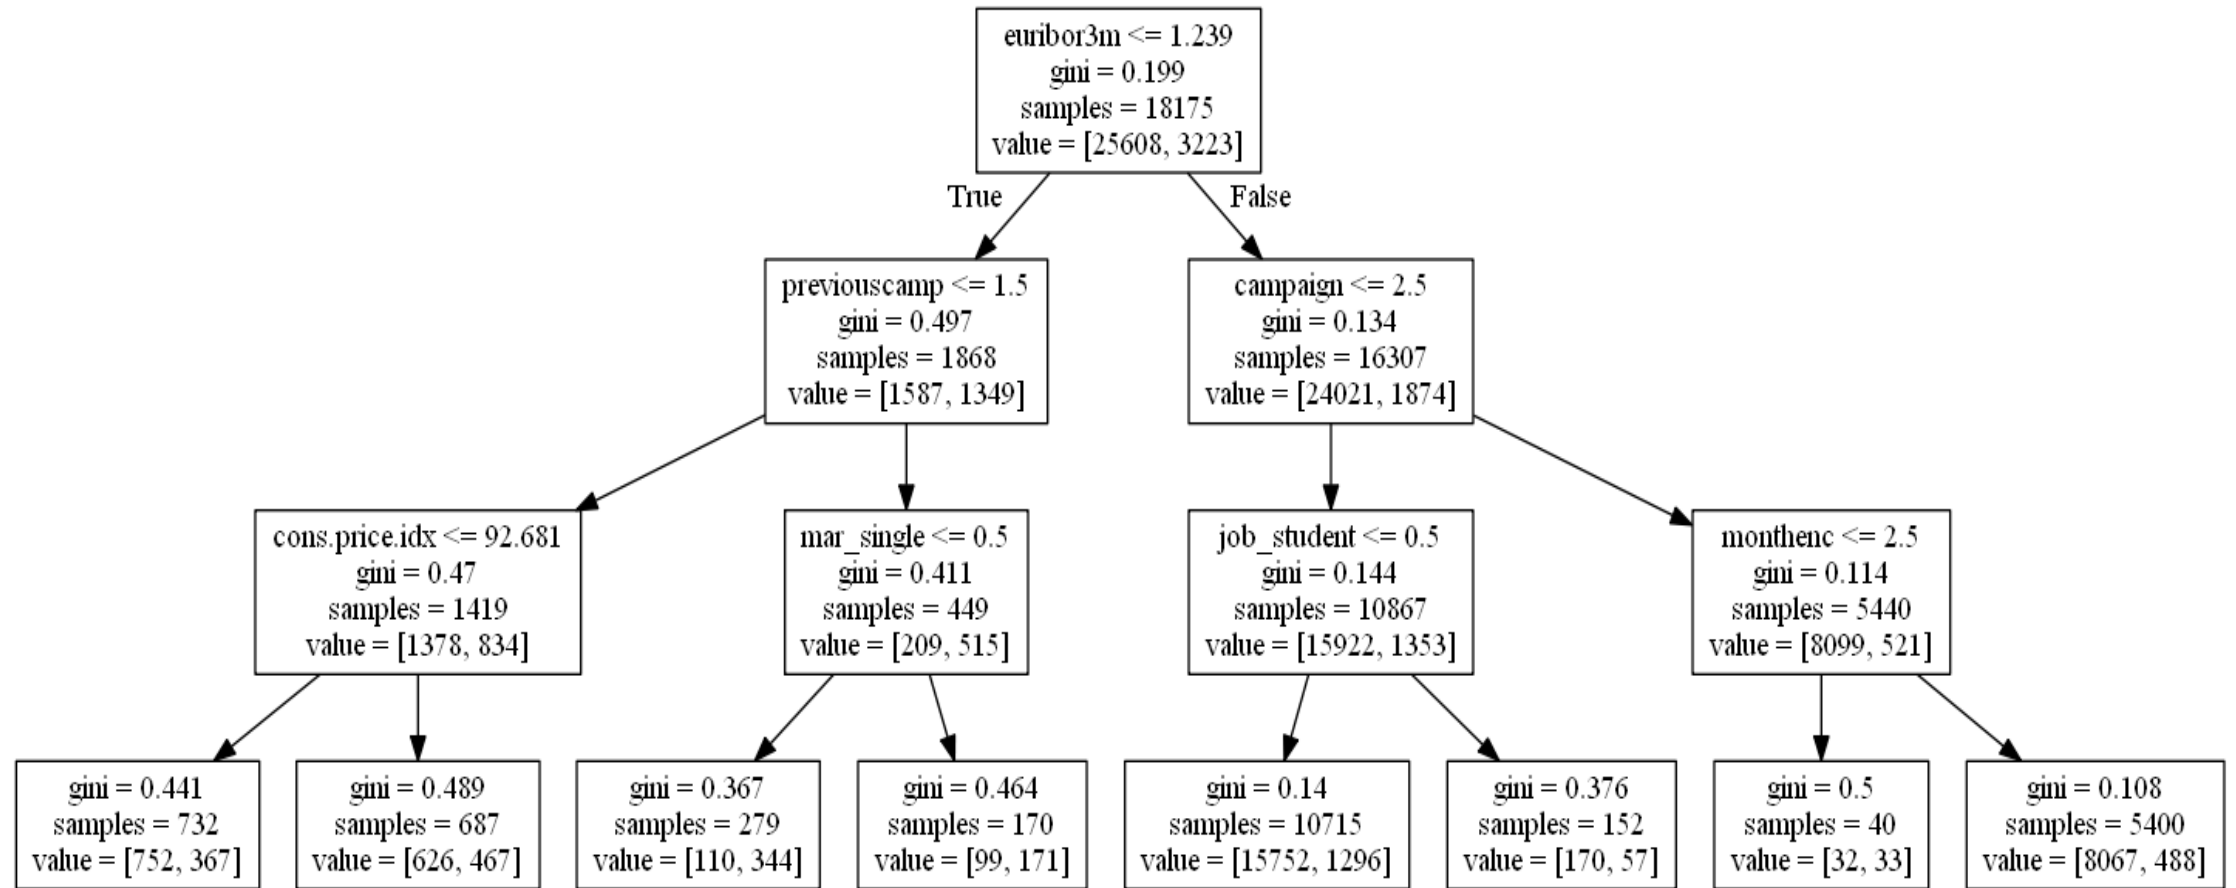 euribor3m <= 1.239
gini = 0.199
samples = 18175
value = [25608, 3223]
True
False
previouscamp <= 1.5
gini = 0.497
samples = 1868
value = [1587, 1349]
campaign <= 2.5
gini = 0.134
samples = 16307
value = [24021, 1874]
cons.price.idx <= 92.681
gini = 0.47
samples = 1419
value = [1378, 834]
mar_single <= 0.5
gini = 0.411
samples = 449
value = [209, 515]
job_student <= 0.5
gini = 0.144
samples = 10867
value = [15922, 1353]
monthenc <= 2.5
gini = 0.114
samples = 5440
value = [8099, 521]
gini = 0.441
samples = 732
value = [752, 367]
gini = 0.489
samples = 687
value = [626, 467]
gini = 0.367
samples = 279
value = [110, 344]
gini = 0.464
samples = 170
value = [99, 171]
gini = 0.14
samples = 10715
value = [15752, 1296]
gini = 0.376
samples = 152
value = [170, 57]
gini = 0.5
samples = 40
value = [32, 33]
gini = 0.108
samples = 5400
value = [8067, 488]